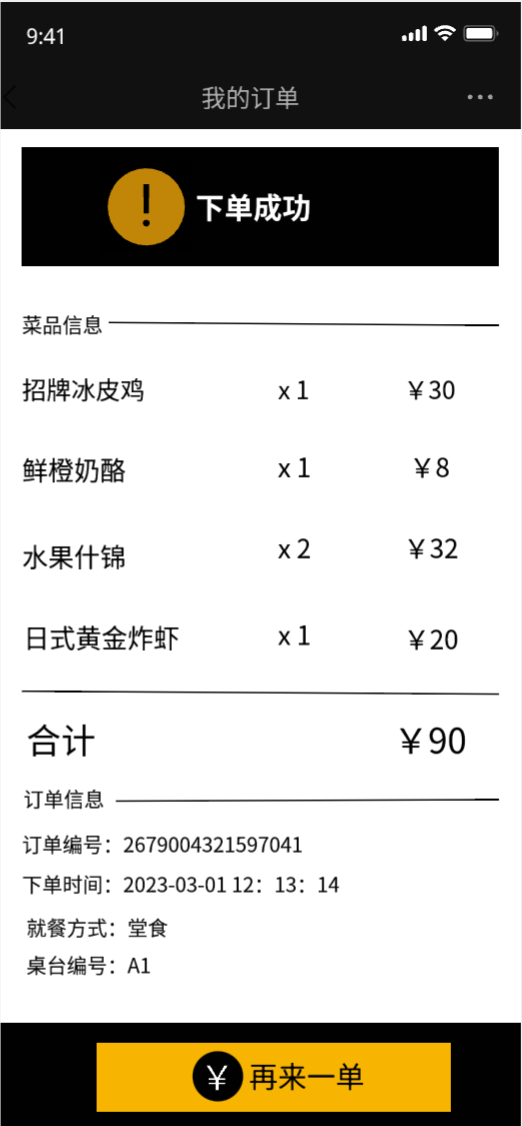 9:41
我的订单
下单成功
菜品信息
招牌冰皮鸡 x 1 ￥30
鲜橙奶酪 x 1 ￥8
水果什锦 x 2 ￥32
日式黄金炸虾 x 1 ￥20
合计 ￥90
订单信息
订单编号：2679004321597041
下单时间：2023-03-01 12：13：14
就餐方式：堂食
桌台编号：A1
￥ 再来一单